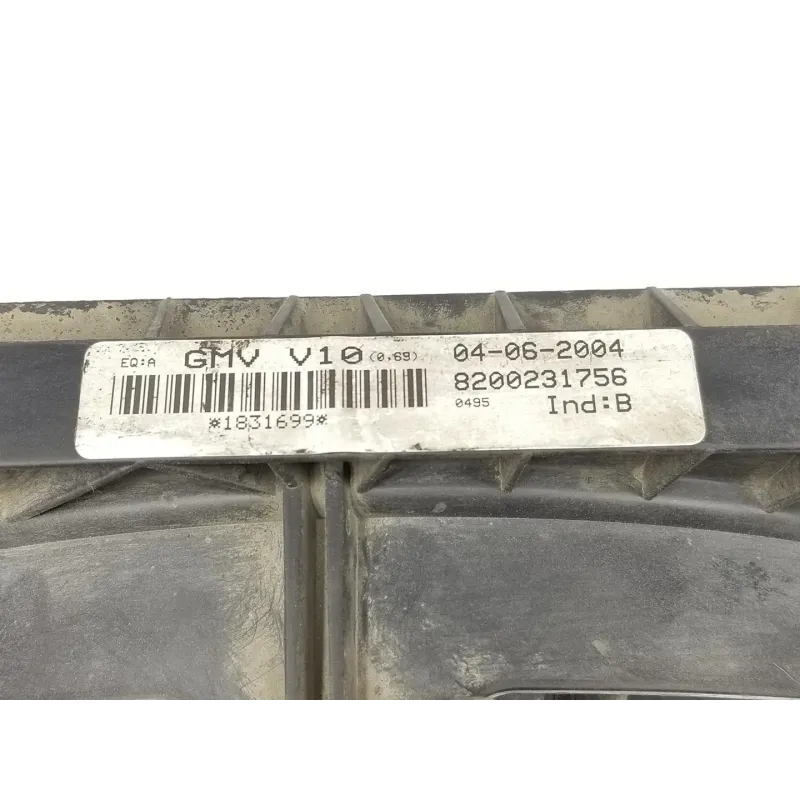 EQ:A GMV V10 (0.69) 04-06-2004
8200231756
*1831699* 0495 Ind:B